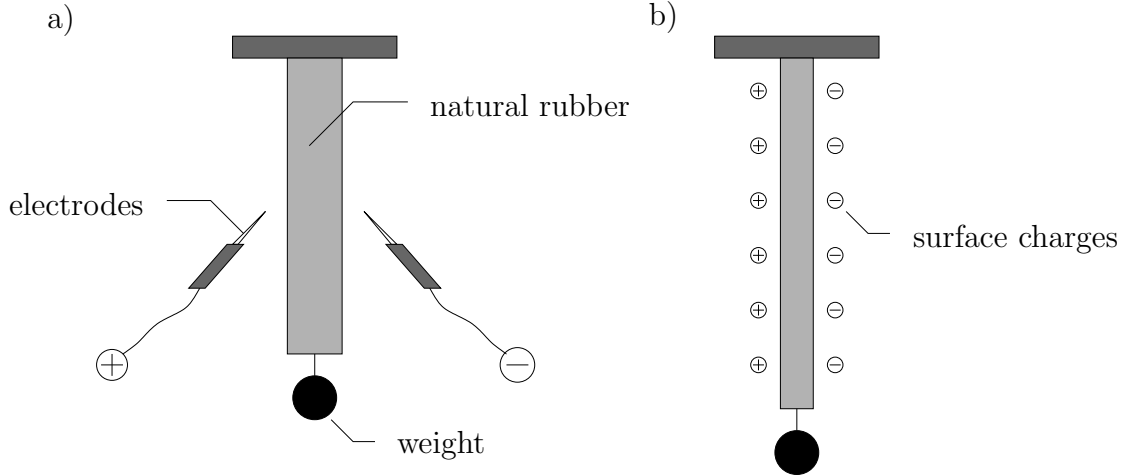 a)
b)
natural rubber
electrodes
surface charges
weight